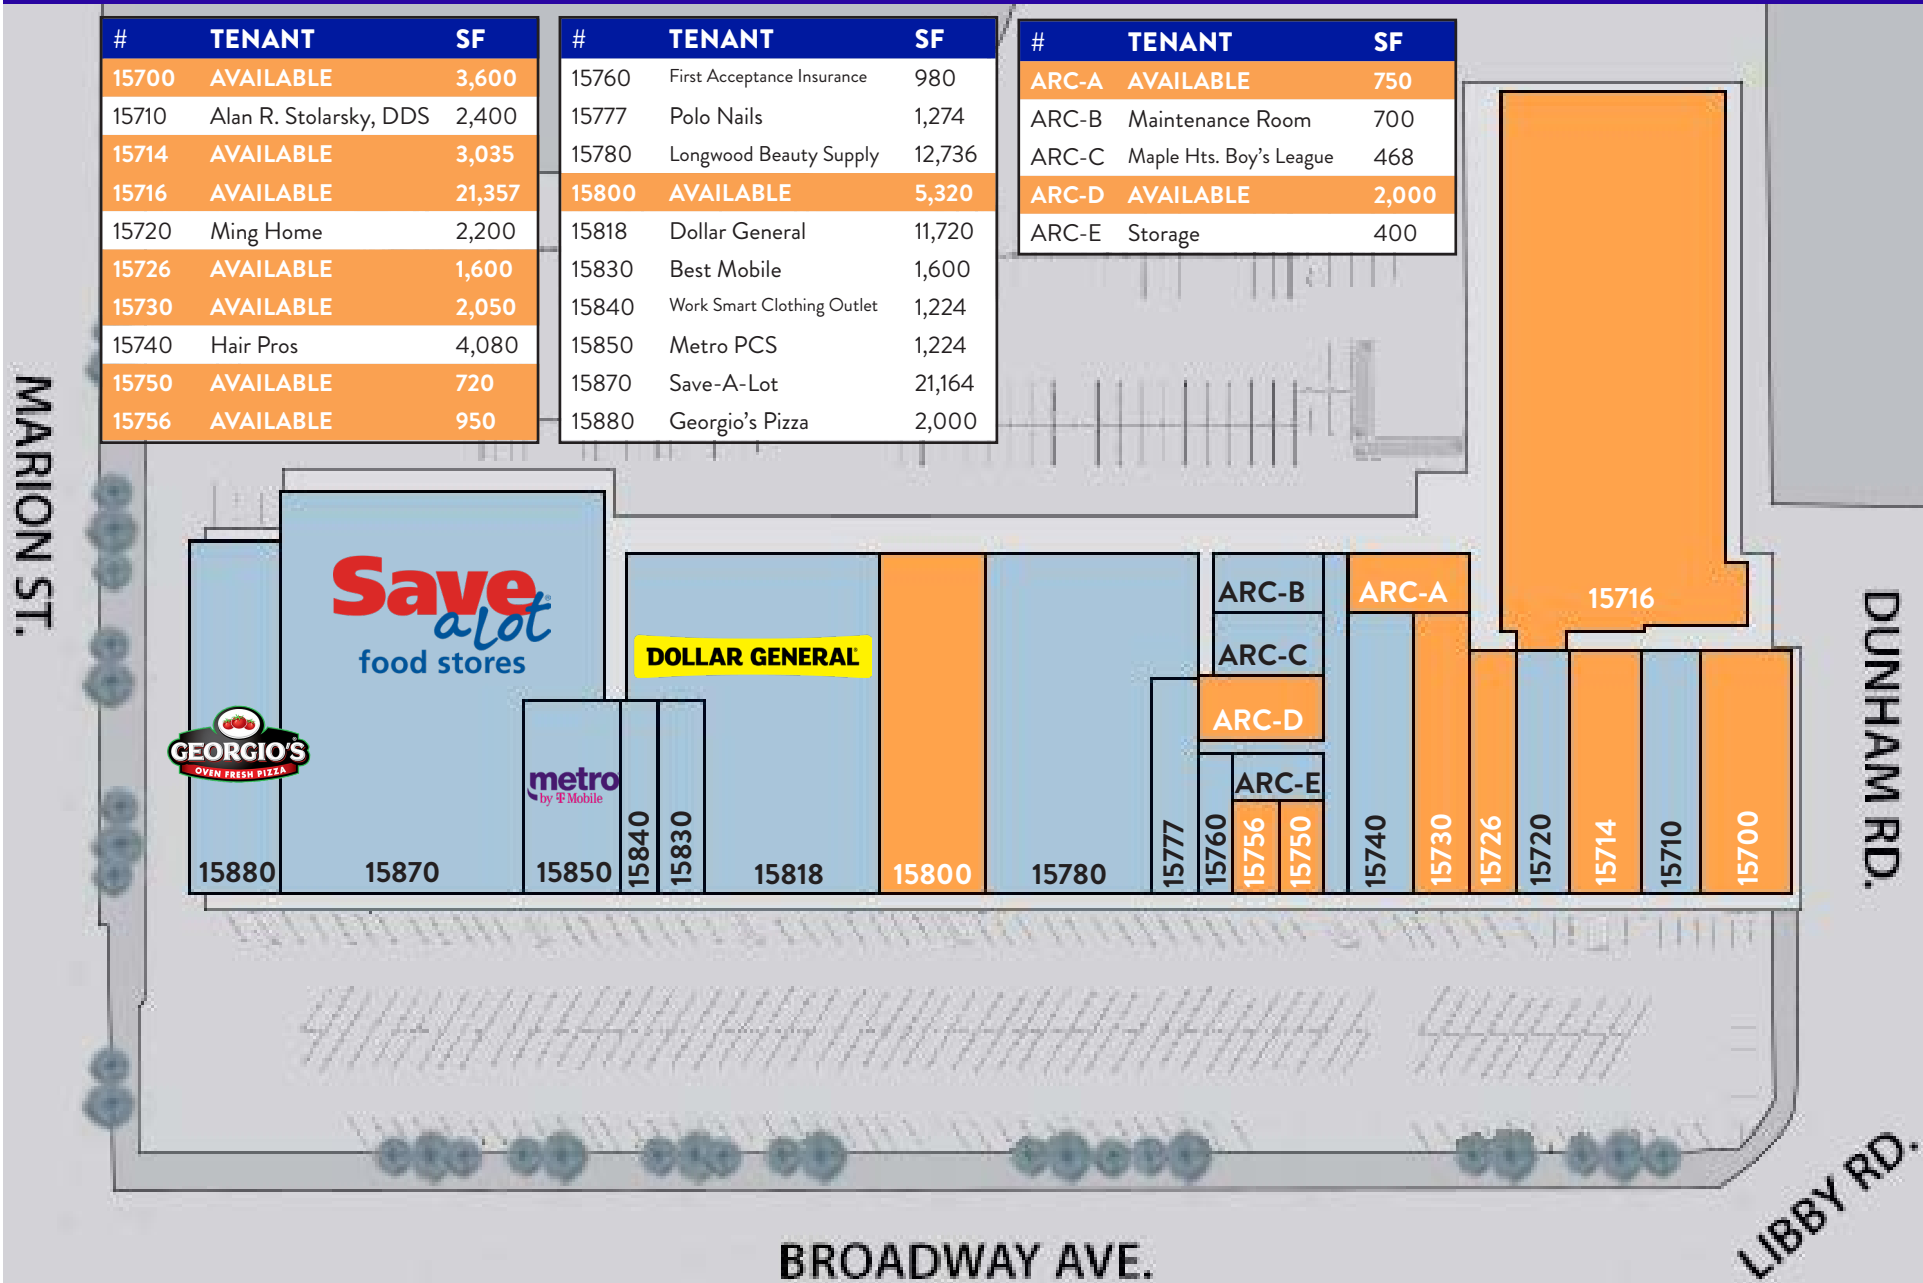 # TENANT SF
15700 AVAILABLE 3,600
15710 Alan R. Stolarsky, DDS 2,400
15714 AVAILABLE 3,035
15716 AVAILABLE 21,357
15720 Ming Home 2,200
15726 AVAILABLE 1,600
15730 AVAILABLE 2,050
15740 Hair Pros 4,080
15750 AVAILABLE 720
15756 AVAILABLE 950
# TENANT SF
15760 First Acceptance Insurance 980
15777 Polo Nails 1,274
15780 Longwood Beauty Supply 12,736
15800 AVAILABLE 5,320
15818 Dollar General 11,720
15830 Best Mobile 1,600
15840 Work Smart Clothing Outlet 1,224
15850 Metro PCS 1,224
15870 Save-A-Lot 21,164
15880 Georgio's Pizza 2,000
# TENANT SF
ARC-A AVAILABLE 750
ARC-B Maintenance Room 700
ARC-C Maple Hts. Boy's League 468
ARC-D AVAILABLE 2,000
ARC-E Storage 400
MARION ST.
Save
a lot
food stores
GEORGIO'S
OVEN FRESH PIZZA
metro
by T Mobile
DOLLAR GENERAL
ARC-B
ARC-A
ARC-C
ARC-D
ARC-E
15716
15880
15870
15850
15840
15830
15818
15800
15780
15777
15760
15756
15750
15740
15730
15726
15720
15714
15710
15700
DUNHAM RD.
LIBBY RD.
BROADWAY AVE.